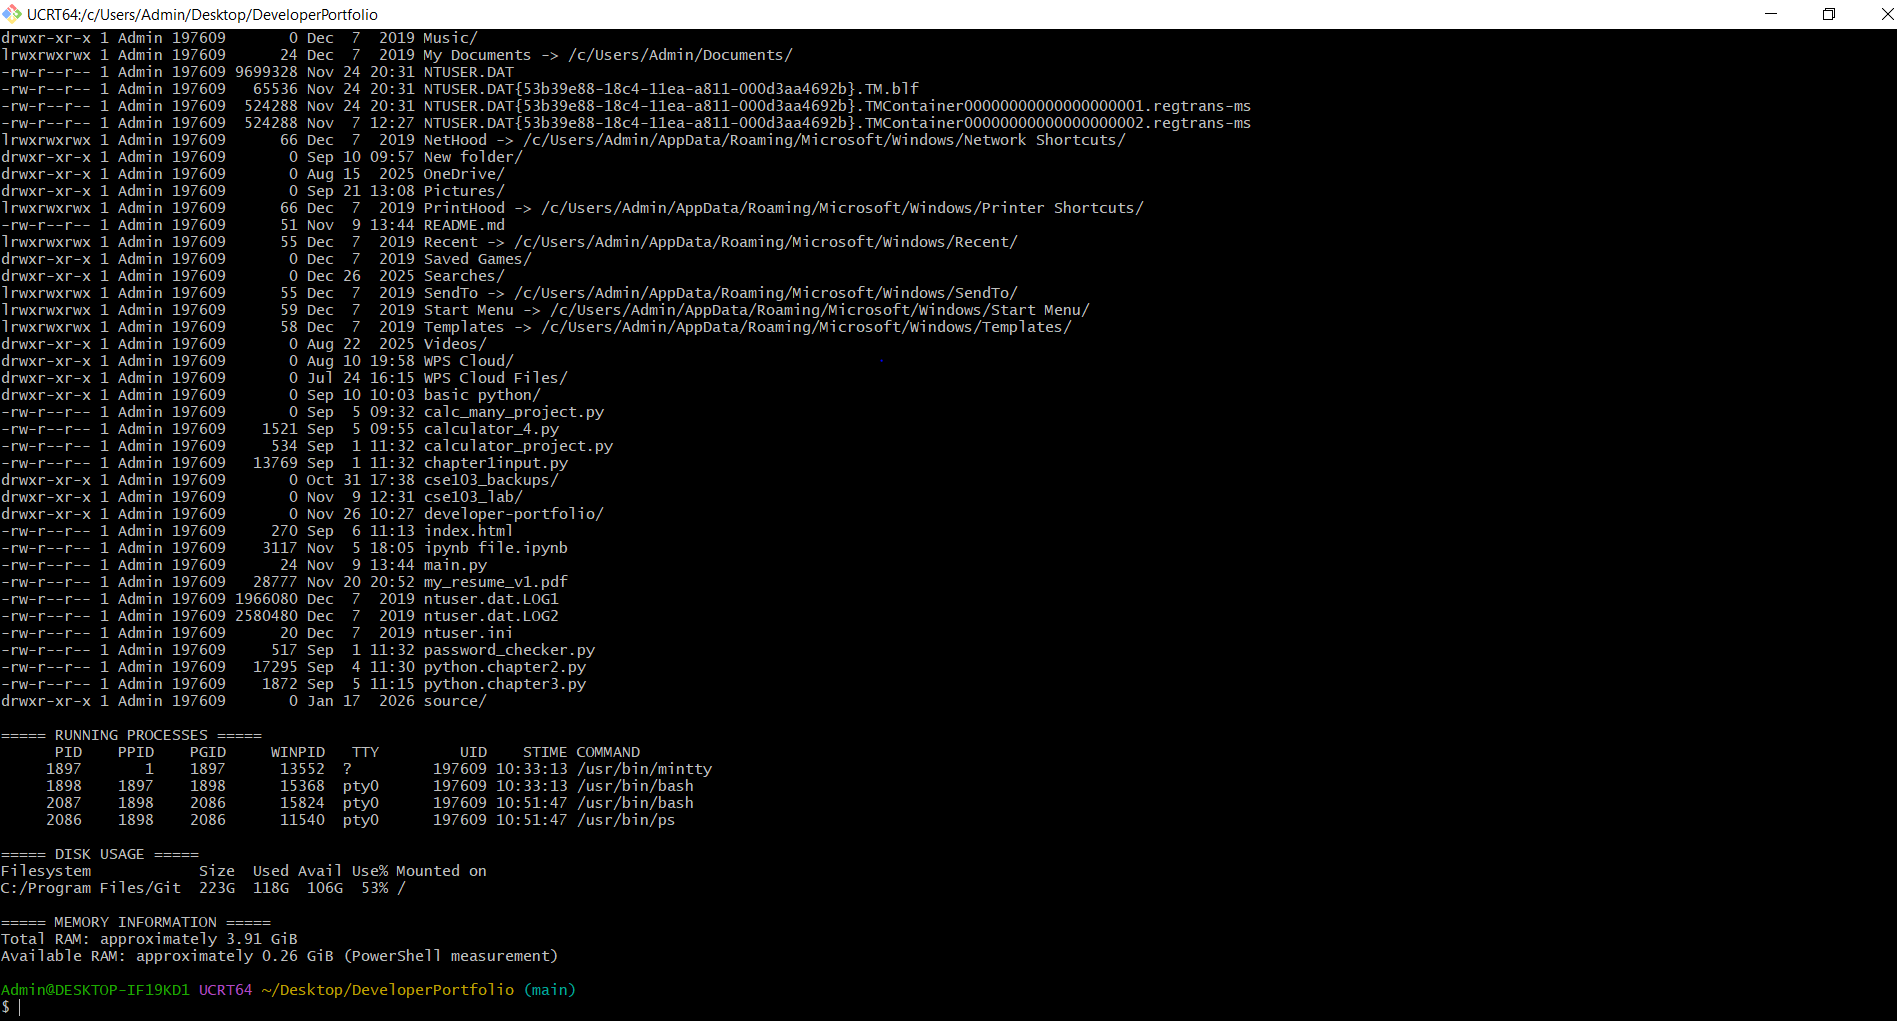 UCRT64:/c/Users/Admin/Desktop/DeveloperPortfolio
drwxr-xr-x 1 Admin 197609       0 Dec  7  2019 Music/
lrwxrwxrwx 1 Admin 197609      24 Dec  7  2019 My Documents -> /c/Users/Admin/Documents/
-rw-r--r-- 1 Admin 197609 9699328 Nov 24 20:31 NTUSER.DAT
-rw-r--r-- 1 Admin 197609   65536 Nov 24 20:31 NTUSER.DAT{53b39e88-18c4-11ea-a811-000d3aa4692b}.TM.blf
-rw-r--r-- 1 Admin 197609  524288 Nov 24 20:31 NTUSER.DAT{53b39e88-18c4-11ea-a811-000d3aa4692b}.TMContainer00000000000000000001.regtrans-ms
-rw-r--r-- 1 Admin 197609  524288 Nov  7 12:27 NTUSER.DAT{53b39e88-18c4-11ea-a811-000d3aa4692b}.TMContainer00000000000000000002.regtrans-ms
lrwxrwxrwx 1 Admin 197609      66 Dec  7  2019 NetHood -> /c/Users/Admin/AppData/Roaming/Microsoft/Windows/Network Shortcuts/
drwxr-xr-x 1 Admin 197609       0 Sep 10 09:57 New folder/
drwxr-xr-x 1 Admin 197609       0 Aug 15  2025 OneDrive/
drwxr-xr-x 1 Admin 197609       0 Sep 21 13:08 Pictures/
lrwxrwxrwx 1 Admin 197609      66 Dec  7  2019 PrintHood -> /c/Users/Admin/AppData/Roaming/Microsoft/Windows/Printer Shortcuts/
-rw-r--r-- 1 Admin 197609      51 Nov  9 13:44 README.md
lrwxrwxrwx 1 Admin 197609      55 Dec  7  2019 Recent -> /c/Users/Admin/AppData/Roaming/Microsoft/Windows/Recent/
drwxr-xr-x 1 Admin 197609       0 Dec  7  2019 Saved Games/
drwxr-xr-x 1 Admin 197609       0 Dec 26  2025 Searches/
lrwxrwxrwx 1 Admin 197609      55 Dec  7  2019 SendTo -> /c/Users/Admin/AppData/Roaming/Microsoft/Windows/SendTo/
lrwxrwxrwx 1 Admin 197609      59 Dec  7  2019 Start Menu -> /c/Users/Admin/AppData/Roaming/Microsoft/Windows/Start Menu/
lrwxrwxrwx 1 Admin 197609      58 Dec  7  2019 Templates -> /c/Users/Admin/AppData/Roaming/Microsoft/Windows/Templates/
drwxr-xr-x 1 Admin 197609       0 Aug 22  2025 Videos/
drwxr-xr-x 1 Admin 197609       0 Aug 10 19:58 WPS Cloud/
drwxr-xr-x 1 Admin 197609       0 Jul 24 16:15 WPS Cloud Files/
drwxr-xr-x 1 Admin 197609       0 Sep 10 10:03 basic python/
-rw-r--r-- 1 Admin 197609       0 Sep  5 09:32 calc_many_project.py
-rw-r--r-- 1 Admin 197609    1521 Sep  5 09:55 calculator_4.py
-rw-r--r-- 1 Admin 197609     534 Sep  1 11:32 calculator_project.py
-rw-r--r-- 1 Admin 197609   13769 Sep  1 11:32 chapter1input.py
drwxr-xr-x 1 Admin 197609       0 Oct 31 17:38 cse103_backups/
drwxr-xr-x 1 Admin 197609       0 Nov  9 12:31 cse103_lab/
drwxr-xr-x 1 Admin 197609       0 Nov 26 10:27 developer-portfolio/
-rw-r--r-- 1 Admin 197609     270 Sep  6 11:13 index.html
-rw-r--r-- 1 Admin 197609    3117 Nov  5 18:05 ipynb file.ipynb
-rw-r--r-- 1 Admin 197609      24 Nov  9 13:44 main.py
-rw-r--r-- 1 Admin 197609   28777 Nov 20 20:52 my_resume_v1.pdf
-rw-r--r-- 1 Admin 197609 1966080 Dec  7  2019 ntuser.dat.LOG1
-rw-r--r-- 1 Admin 197609 2580480 Dec  7  2019 ntuser.dat.LOG2
-rw-r--r-- 1 Admin 197609      20 Dec  7  2019 ntuser.ini
-rw-r--r-- 1 Admin 197609     517 Sep  1 11:32 password_checker.py
-rw-r--r-- 1 Admin 197609   17295 Sep  4 11:30 python.chapter2.py
-rw-r--r-- 1 Admin 197609    1872 Sep  5 11:15 python.chapter3.py
drwxr-xr-x 1 Admin 197609       0 Jan 17  2026 source/
===== RUNNING PROCESSES =====
      PID    PPID    PGID     WINPID   TTY         UID    STIME COMMAND
     1897       1    1897      13552  ?         197609 10:33:13 /usr/bin/mintty
     1898    1897    1898      15368  pty0      197609 10:33:13 /usr/bin/bash
     2087    1898    2086      15824  pty0      197609 10:51:47 /usr/bin/bash
     2086    1898    2086      11540  pty0      197609 10:51:47 /usr/bin/ps
===== DISK USAGE =====
Filesystem            Size  Used Avail Use% Mounted on
C:/Program Files/Git  223G  118G  106G  53% /
===== MEMORY INFORMATION =====
Total RAM: approximately 3.91 GiB
Available RAM: approximately 0.26 GiB (PowerShell measurement)
Admin@DESKTOP-IF19KD1 UCRT64 ~/Desktop/DeveloperPortfolio (main)
$